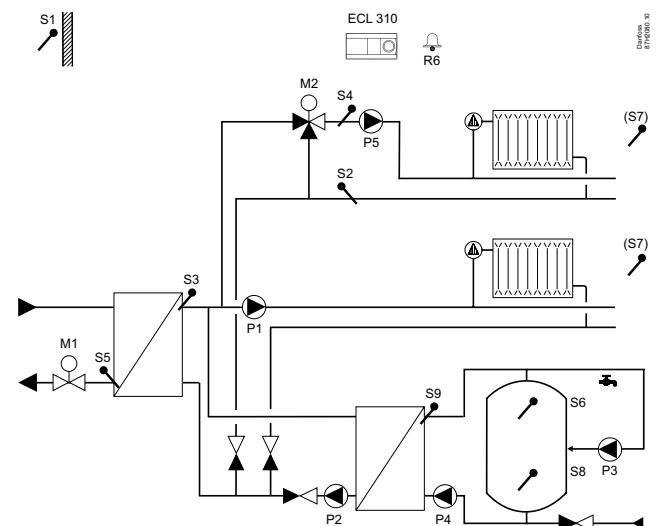 S1
ECL 310
R6
Danfoss
87H2080.10
M2
S4
P5
(S7)
S2
(S7)
S3
P1
M1
S5
S9
S6
S8
P3
P2
P4